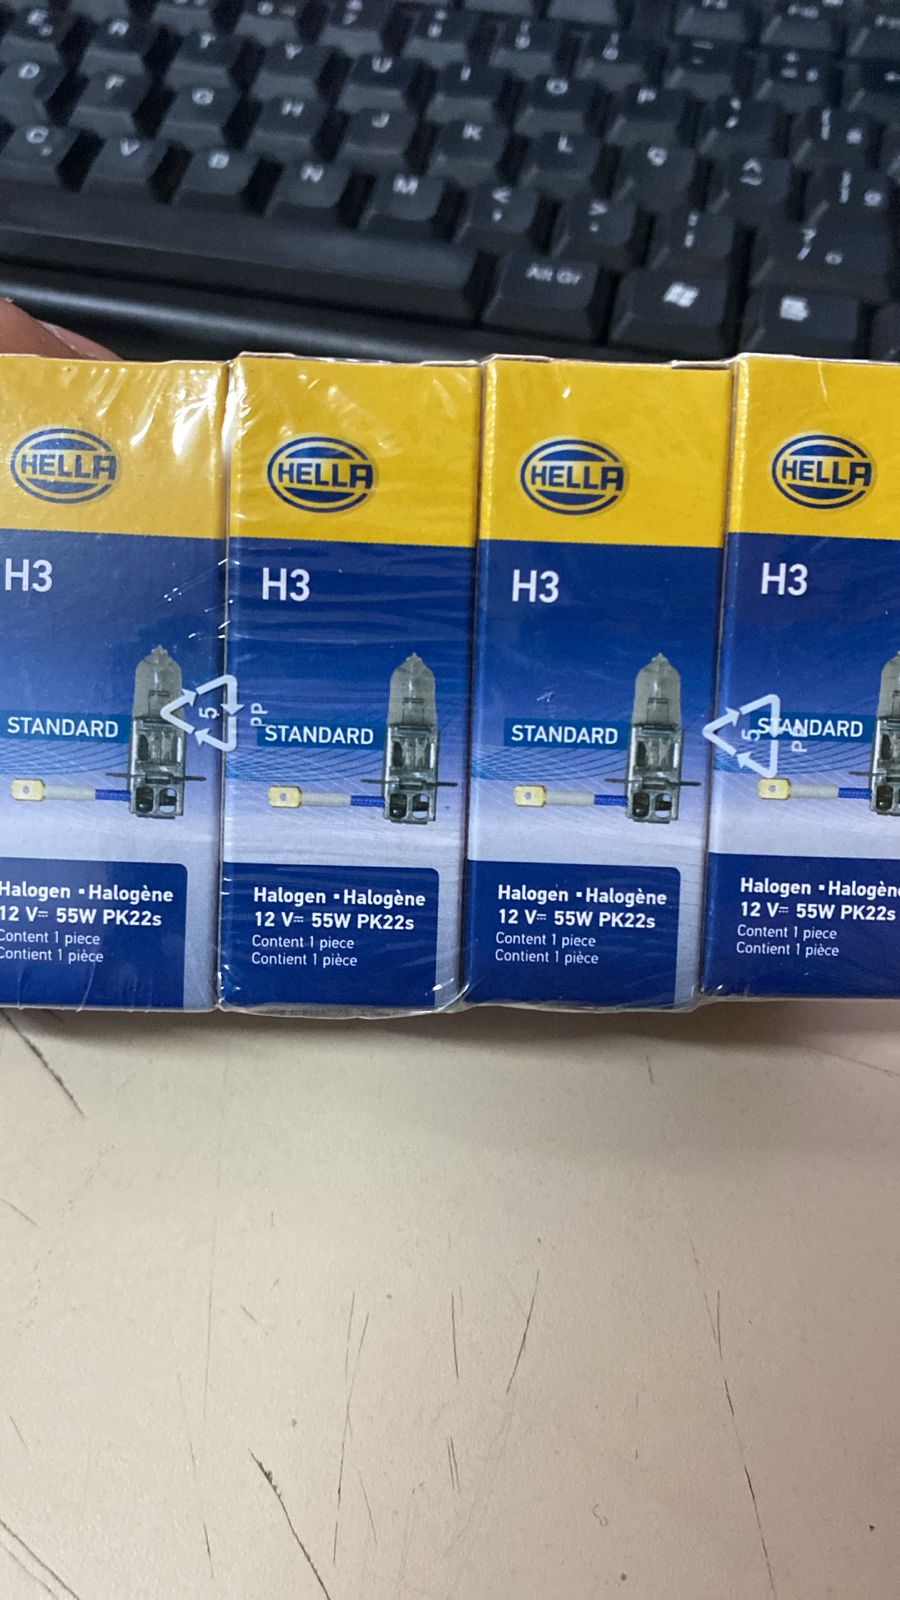 R T Y U I O P
D F G H J K L Ç
C V B N M < >
Alt Gr
HELLA HELLA HELLA HELLA
H3 H3 H3 H3
5 PP 5
STANDARD STANDARD STANDARD STANDARD
Halogen ▪ Halogène Halogen ▪ Halogène Halogen ▪ Halogène Halogen ▪ Halogène
12 V⎓ 55W PK22s 12 V⎓ 55W PK22s 12 V⎓ 55W PK22s 12 V⎓ 55W PK22s
Content 1 piece Content 1 piece Content 1 piece Content 1 piece
Contient 1 pièce Contient 1 pièce Contient 1 pièce Contient 1 pièce